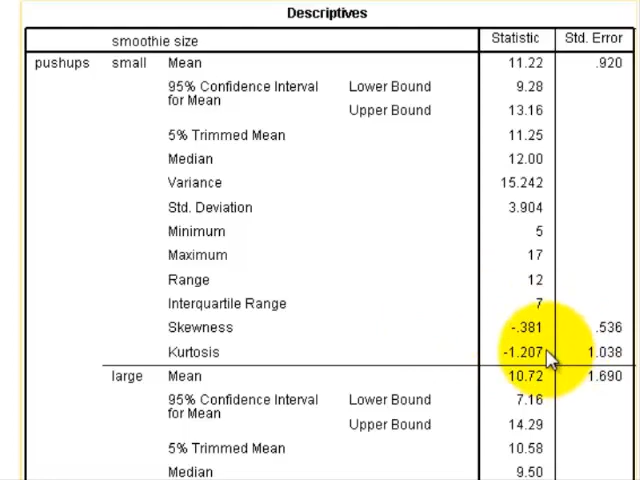 Descriptives
smoothie size Statistic Std. Error
pushups small Mean 11.22 .920
95% Confidence Interval Lower Bound 9.28
for Mean
Upper Bound 13.16
5% Trimmed Mean 11.25
Median 12.00
Variance 15.242
Std. Deviation 3.904
Minimum 5
Maximum 17
Range 12
Interquartile Range 7
Skewness -.381 .536
Kurtosis -1.207 1.038
large Mean 10.72 1.690
95% Confidence Interval Lower Bound 7.16
for Mean
Upper Bound 14.29
5% Trimmed Mean 10.58
Median 9.50